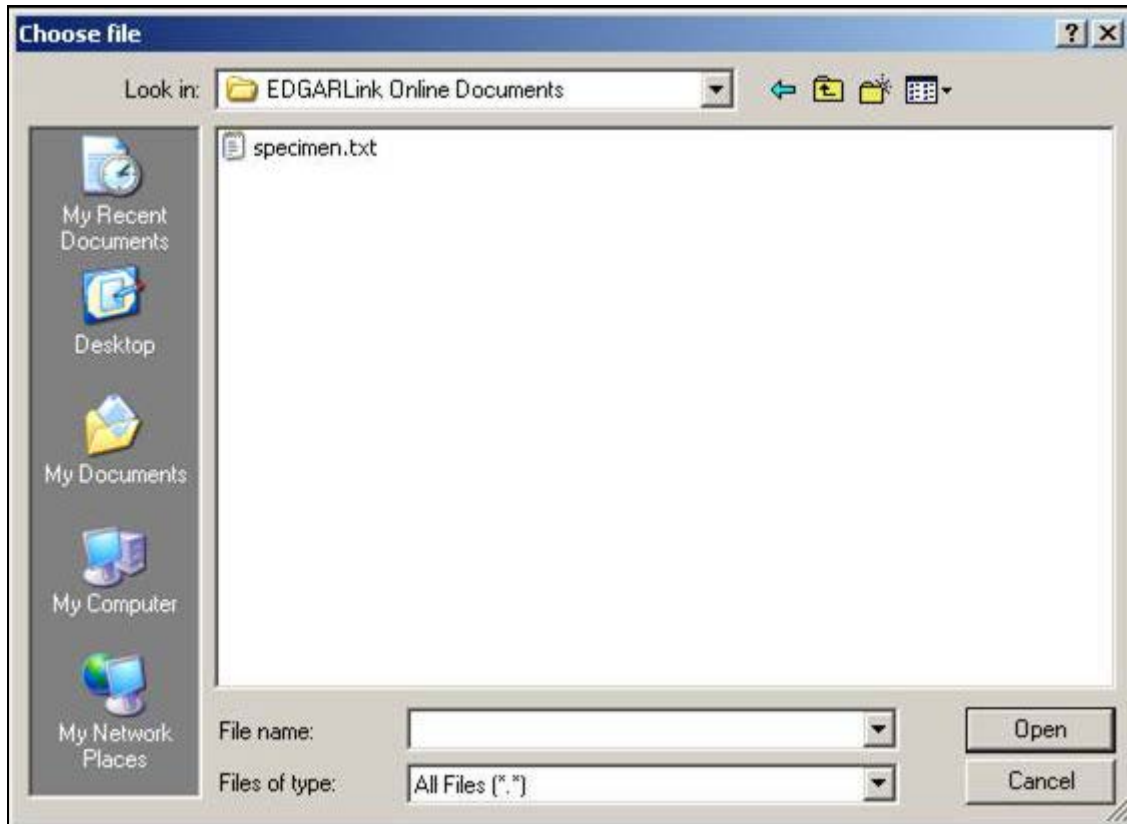 Choose file
Look in: EDGARLink Online Documents
specimen.txt
My Recent
Documents
Desktop
My Documents
My Computer
My Network
Places
File name:
Open
Files of type: All Files (*.*)
Cancel